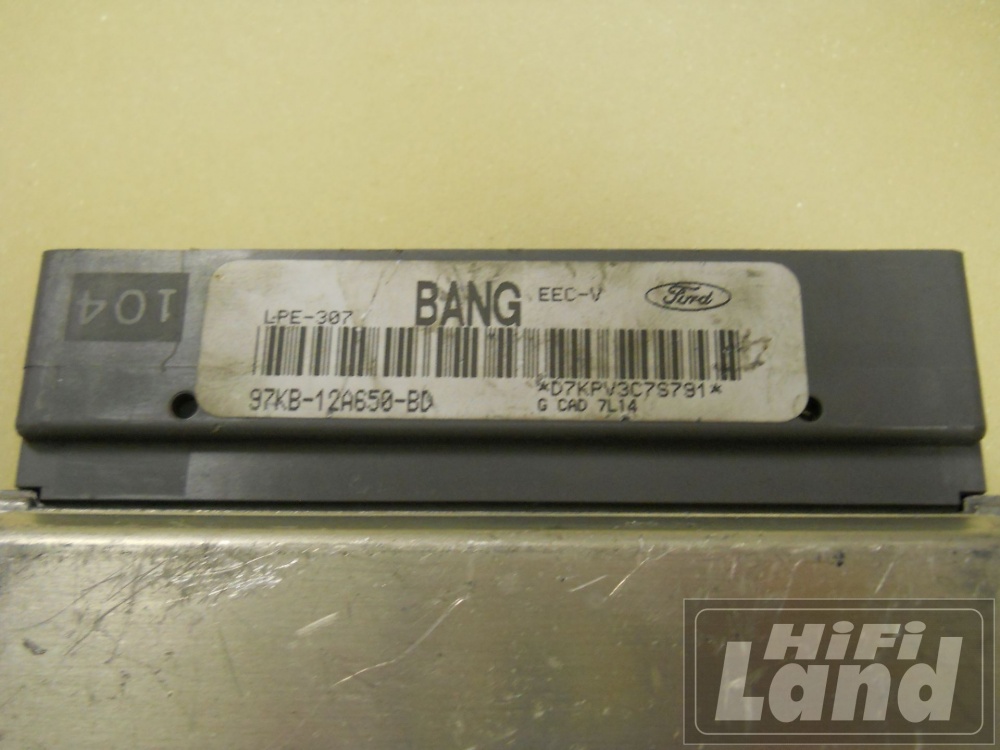 104
LPE-307
BANG
EEC-V
Ford
97KB-12A650-BD
*D7KPV3C7S791*
G CAD 7L14
HiFi
Land